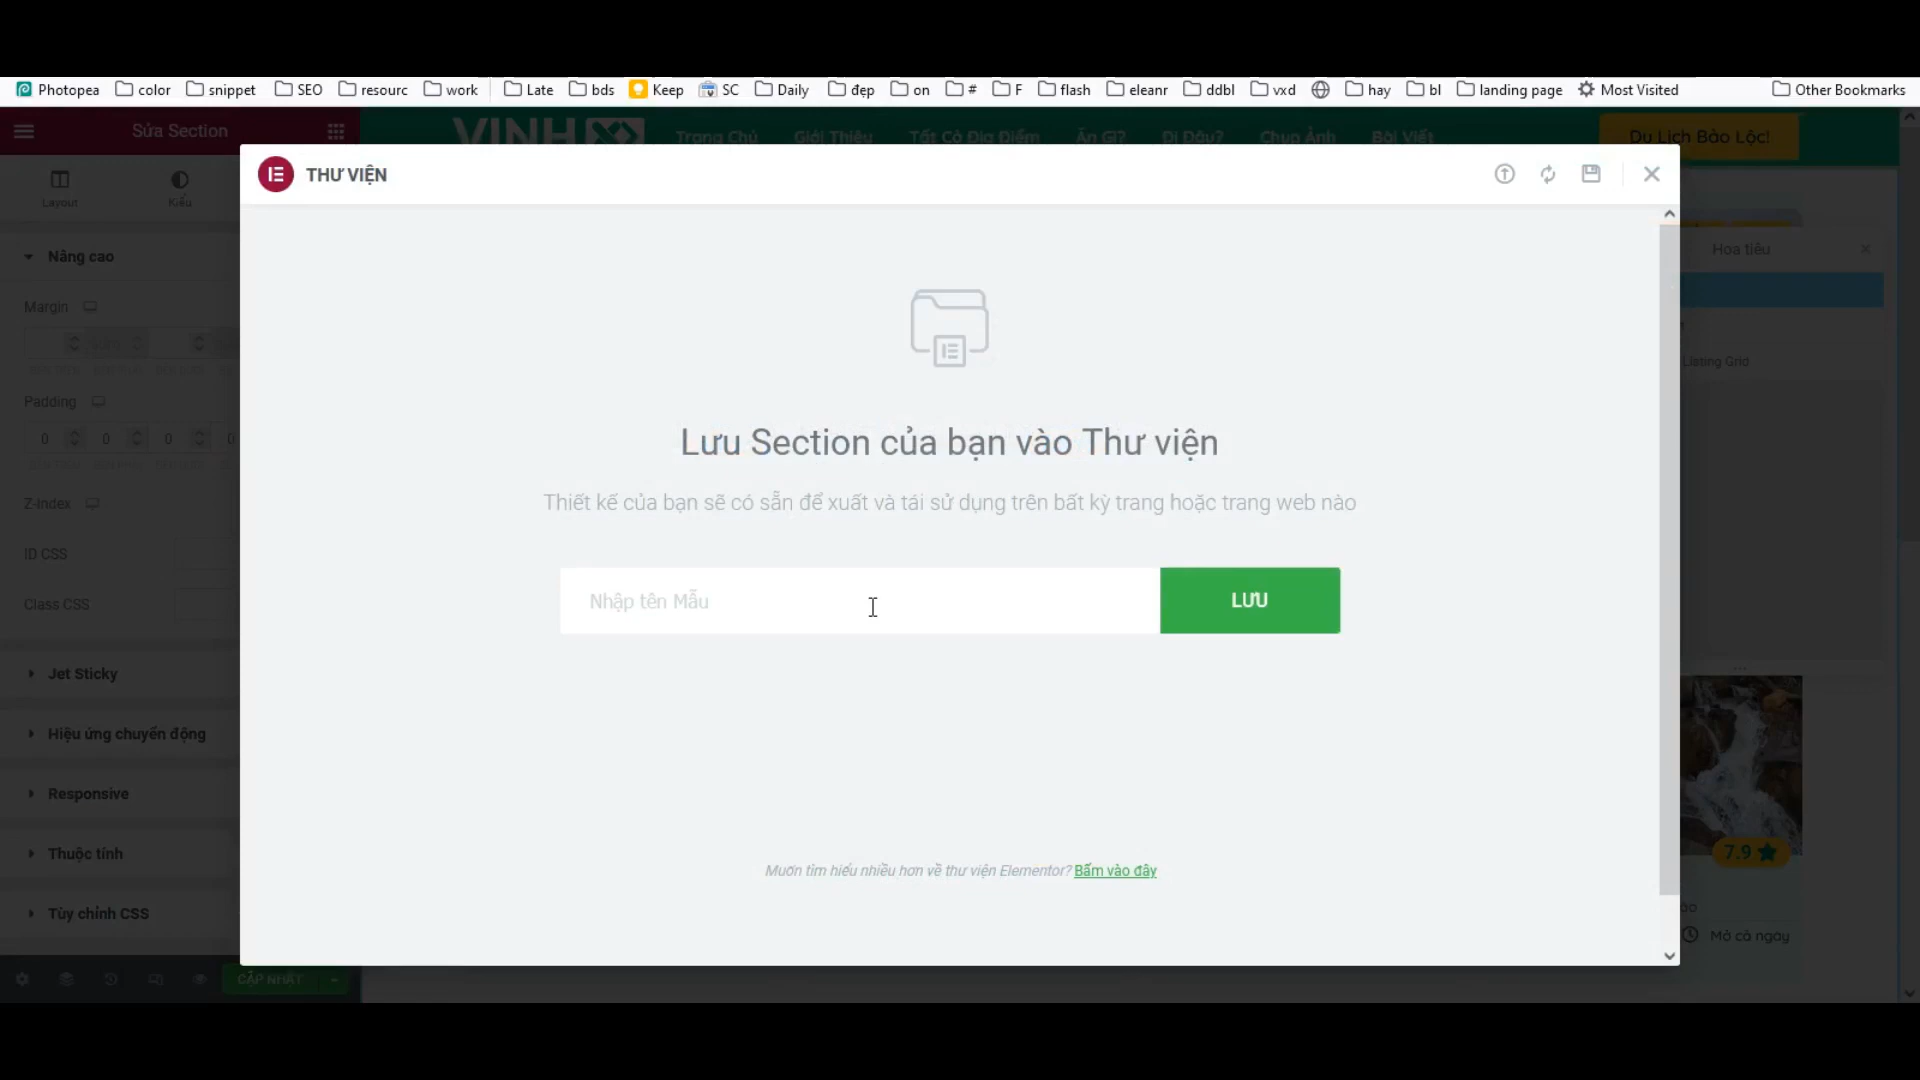 Photopea color snippet SEO resourc work Late bds Keep SC Daily đẹp on # F flash eleanr ddbl vxd hay bl landing page Most Visited Other Bookmarks
Sửa Section
VINH
Trang Chủ Giới Thiệu Tất Cả Địa Điểm Ăn Gì? Đi Đâu? Chụp Ảnh Bài Viết
Du Lịch Bảo Lộc!
THƯ VIỆN
Layout Kiểu
Nâng cao
Hoa tiêu
Margin
Listing Grid
Padding
0 0 0 0
Lưu Section của bạn vào Thư viện
Thiết kế của bạn sẽ có sẵn để xuất và tái sử dụng trên bất kỳ trang hoặc trang web nào
Z-Index
ID CSS
Class CSS
Nhập tên Mẫu
LƯU
Jet Sticky
Hiệu ứng chuyển động
Responsive
Thuộc tính
7.9
Muốn tìm hiểu nhiều hơn về thư viện Elementor? Bấm vào đây
Tùy chỉnh CSS
Mở cả ngày
CẬP NHẬT